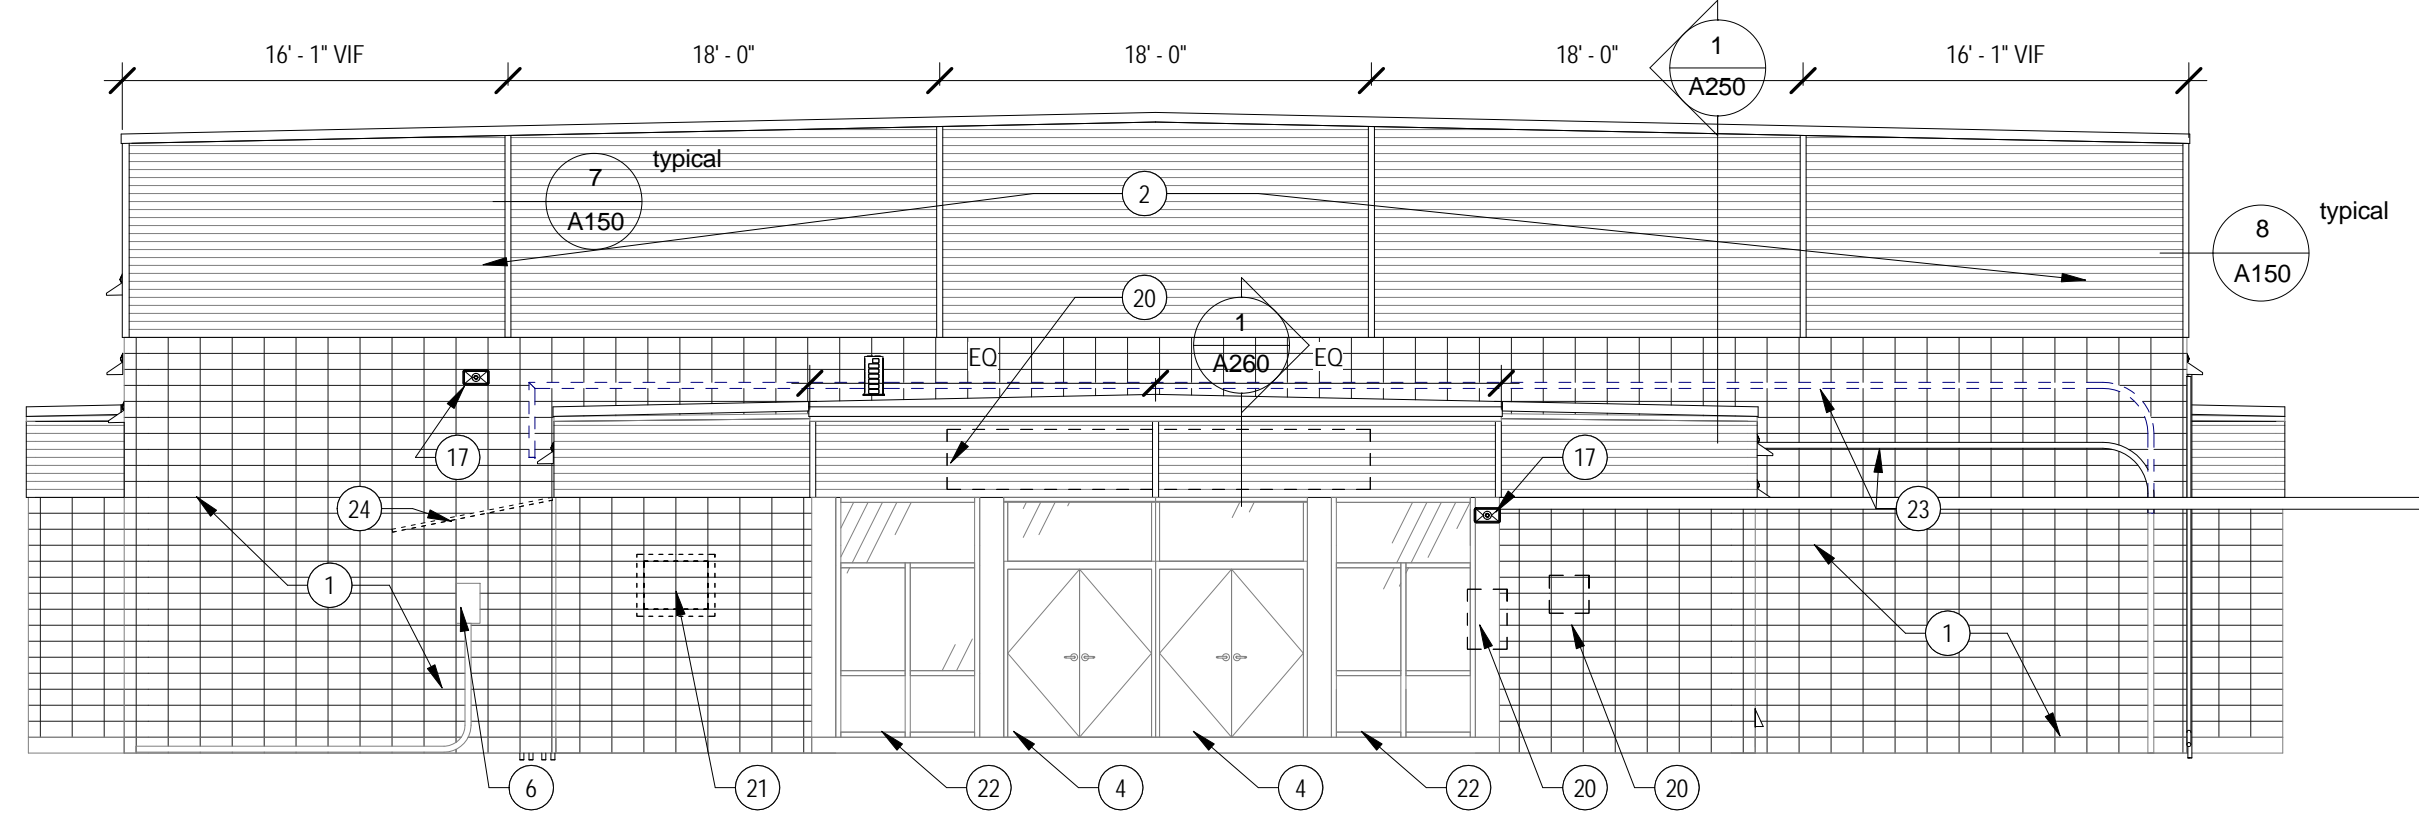 16' - 1" VIF
18' - 0"
18' - 0"
18' - 0"
16' - 1" VIF
1
A250
7
A150
typical
2
8
A150
typical
20
1
A260
EQ
EQ
17
17
24
23
1
1
6
21
22
4
4
22
20
20